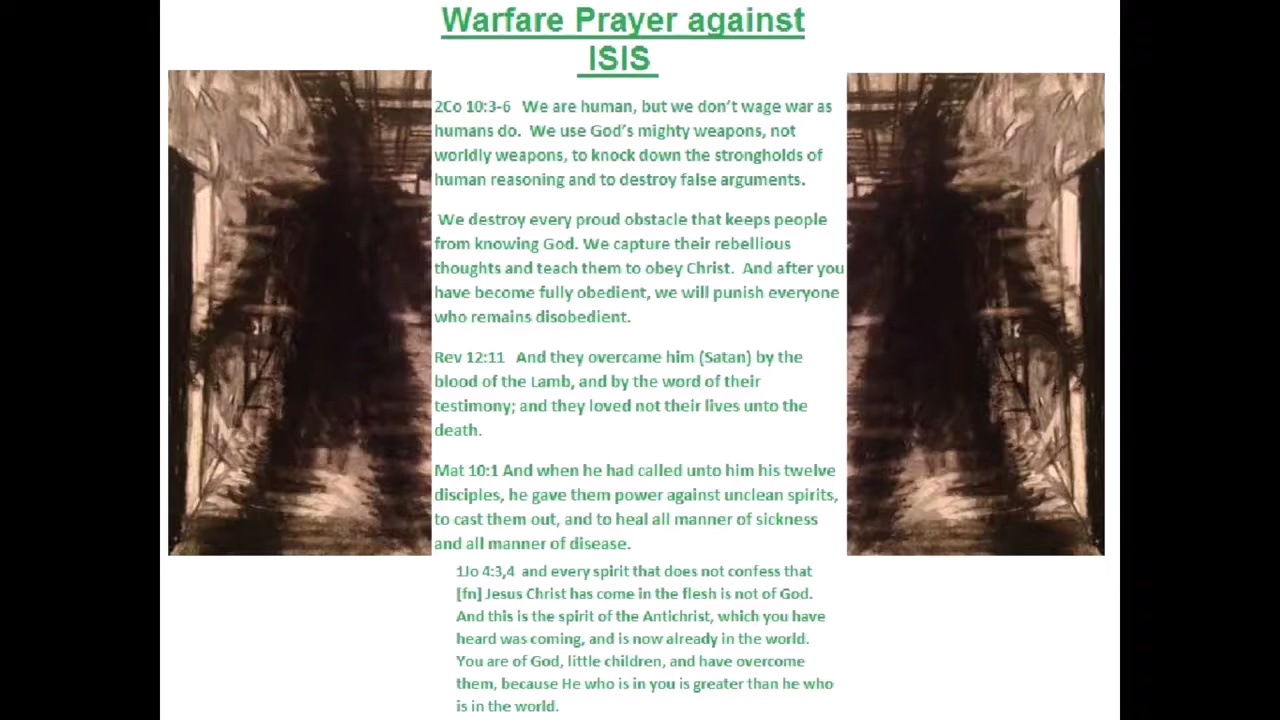 Warfare Prayer against
ISIS
2Co 10:3-6 We are human, but we don't wage war as
humans do. We use God's mighty weapons, not
worldly weapons, to knock down the strongholds of
human reasoning and to destroy false arguments.
We destroy every proud obstacle that keeps people
from knowing God. We capture their rebellious
thoughts and teach them to obey Christ. And after you
have become fully obedient, we will punish everyone
who remains disobedient.
Rev 12:11 And they overcame him (Satan) by the
blood of the Lamb, and by the word of their
testimony; and they loved not their lives unto the
death.
Mat 10:1 And when he had called unto him his twelve
disciples, he gave them power against unclean spirits,
to cast them out, and to heal all manner of sickness
and all manner of disease.
1Jo 4:3,4 and every spirit that does not confess that
[fn] Jesus Christ has come in the flesh is not of God.
And this is the spirit of the Antichrist, which you have
heard was coming, and is now already in the world.
You are of God, little children, and have overcome
them, because He who is in you is greater than he who
is in the world.